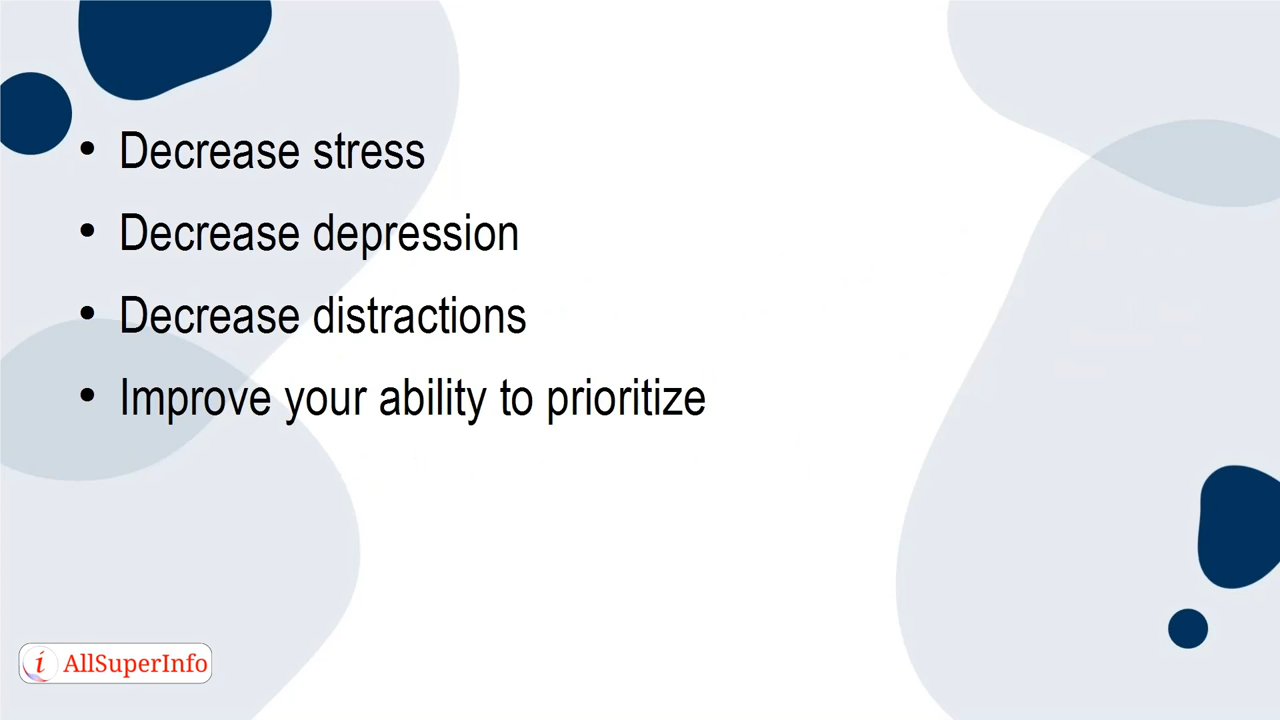 • Decrease stress
• Decrease depression
• Decrease distractions
• Improve your ability to prioritize
i AllSuperInfo